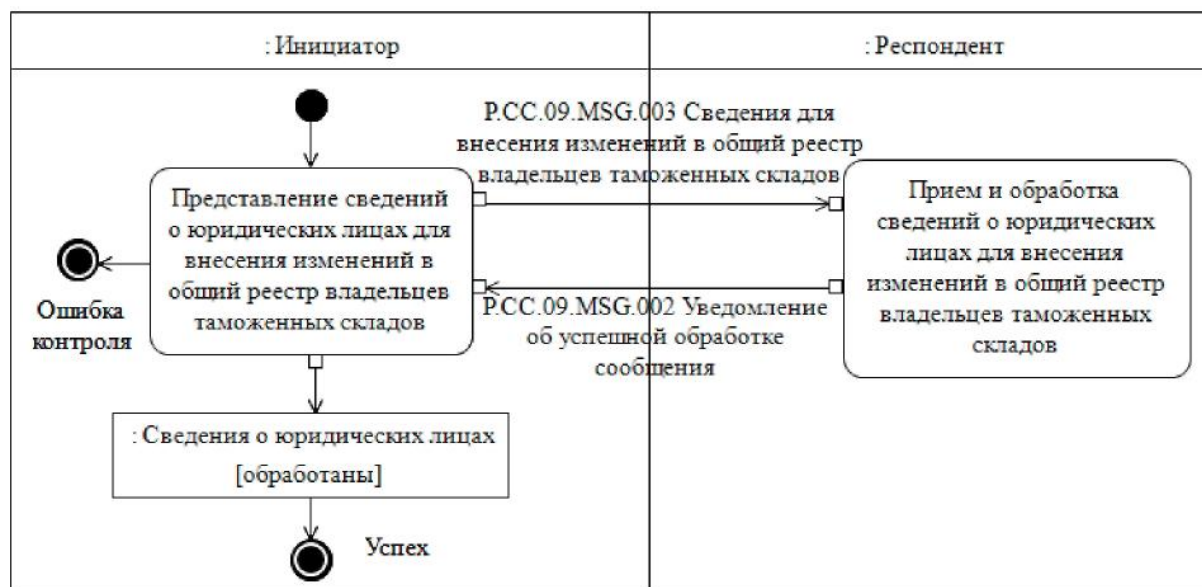 : Инициатор
: Респондент
P.CC.09.MSG.003 Сведения для
внесения изменений в общий реестр
владельцев таможенных складов
Представление сведений
о юридических лицах для
внесения изменений в
общий реестр владельцев
таможенных складов
Прием и обработка
сведений о юридических
лицах для внесения
изменений в общий реестр
владельцев таможенных
складов
Ошибка
контроля
P.CC.09.MSG.002 Уведомление
об успешной обработке
сообщения
: Сведения о юридических лицах
[обработаны]
Успех